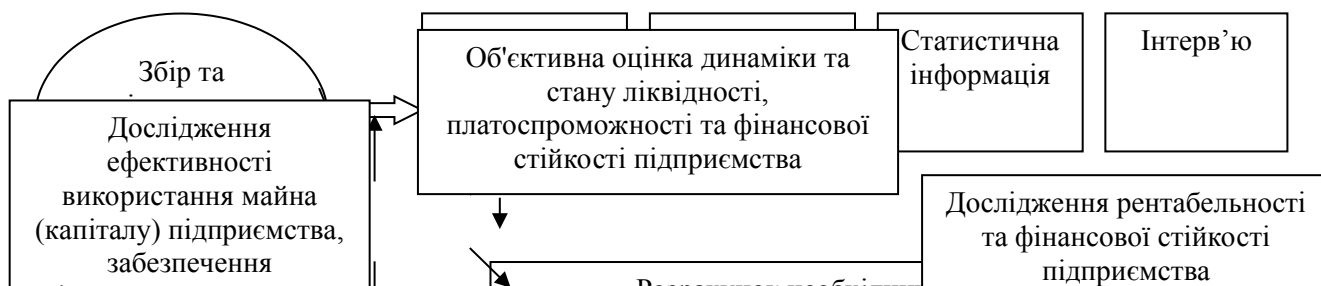 Збір та
Дослідження
ефективності
використання майна
(капіталу) підприємства,
забезпечення
Об'єктивна оцінка динаміки та
стану ліквідності,
платоспроможності та фінансової
стійкості підприємства
Статистична
інформація
Інтерв’ю
Дослідження рентабельності
та фінансової стійкості
підприємства